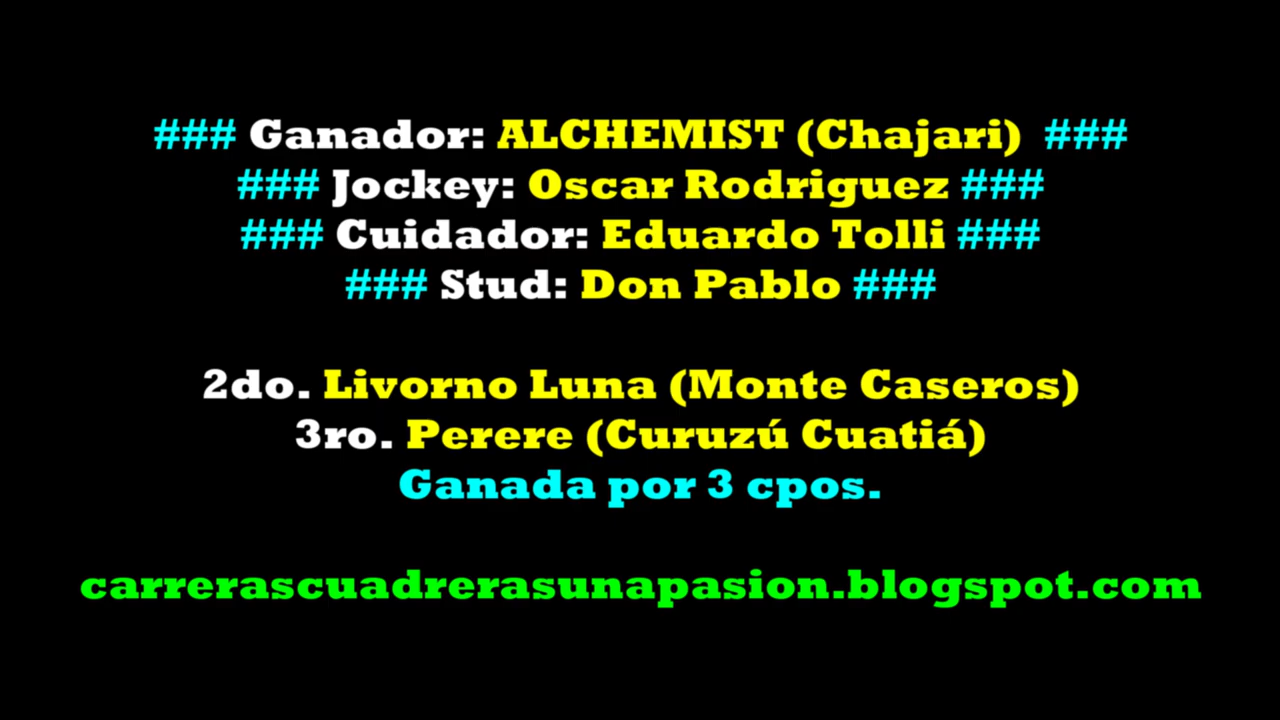 ### Ganador: ALCHEMIST (Chajari) ###
### Jockey: Oscar Rodriguez ###
### Cuidador: Eduardo Tolli ###
### Stud: Don Pablo ###
2do. Livorno Luna (Monte Caseros)
3ro. Perere (Curuzú Cuatiá)
Ganada por 3 cpos.
carrerascuadrerasunapasion.blogspot.com